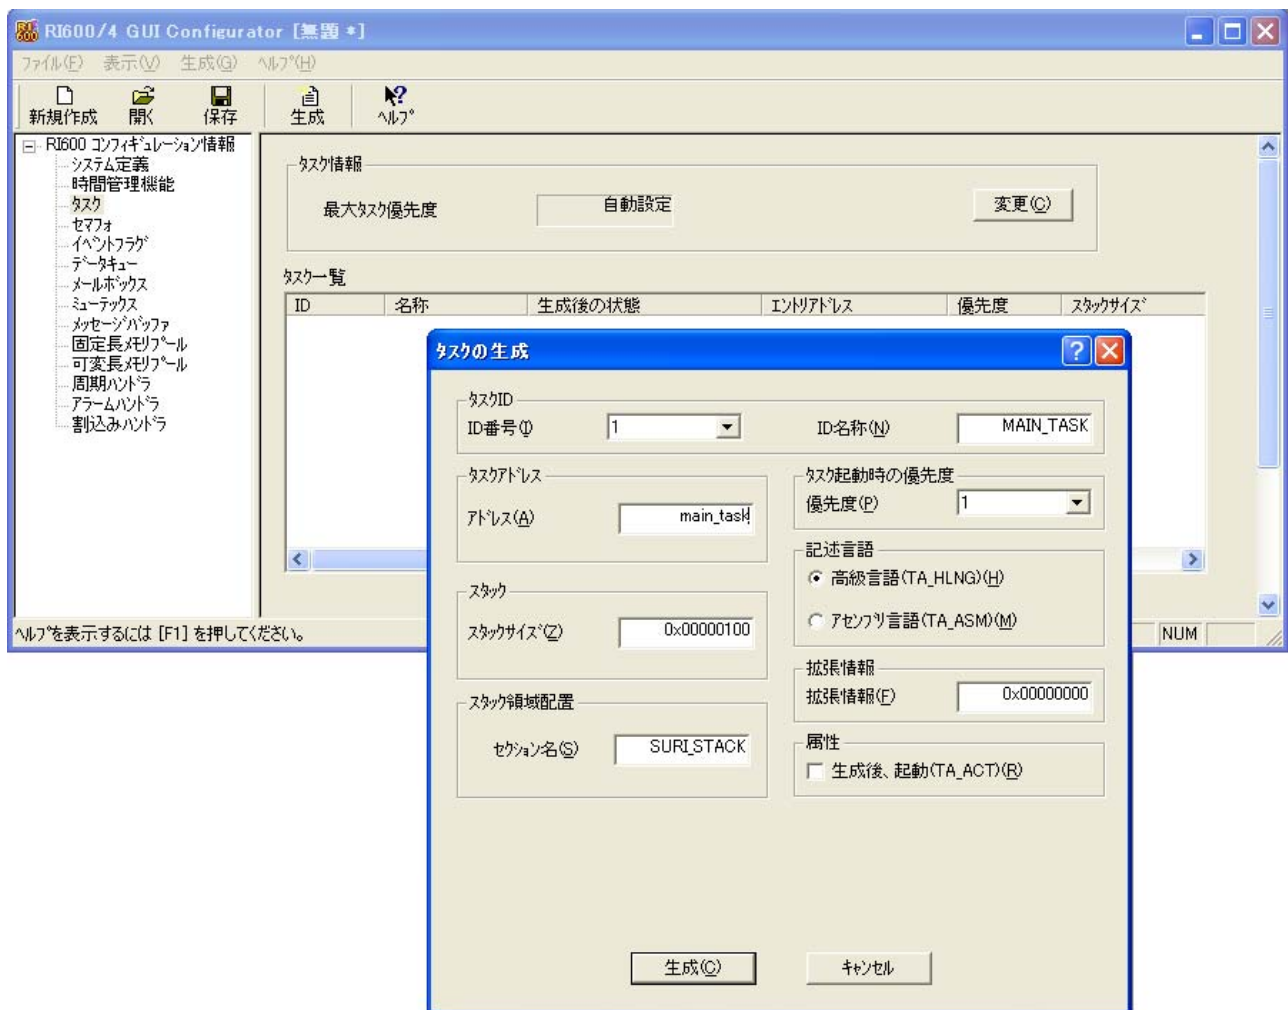 RI600/4 GUI Configurator [無題 *]
ファイル(F) 表示(V) 生成(G) ヘルプ(H)
新規作成 開く 保存 生成 ヘルプ
RI600 コンフィギュレーション情報
システム定義
時間管理機能
タスク
セマフォ
イベントフラグ
データキュー
メールボックス
ミューテックス
メッセージバッファ
固定長メモリプール
可変長メモリプール
周期ハンドラ
アラームハンドラ
割込みハンドラ
タスク情報
最大タスク優先度 自動設定 変更(C)
タスク一覧
ID 名称 生成後の状態 エントリアドレス 優先度 スタックサイズ
タスクの生成
タスクID
ID番号(I) 1 ID名称(N) MAIN_TASK
タスクアドレス
アドレス(A) main_task
タスク起動時の優先度
優先度(P) 1
スタック
スタックサイズ(Z) 0x00000100
記述言語
高級言語(TA_HLNG)(H)
アセンブリ言語(TA_ASM)(M)
スタック領域配置
セクション名(S) SURI_STACK
拡張情報
拡張情報(F) 0x00000000
属性
生成後、起動(TA_ACT)(R)
生成(C) キャンセル
ヘルプを表示するには [F1] を押してください。
NUM